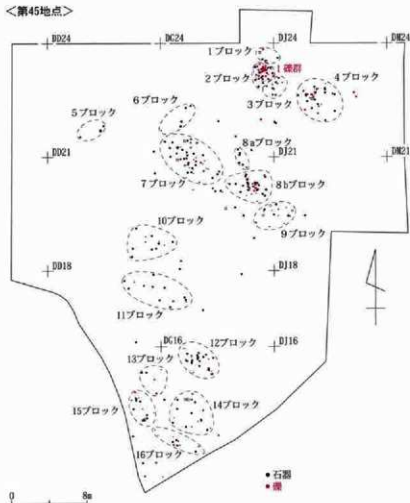 ＜第45地点＞
DD24
DG24
DJ24
DM24
1ブロック
1礫群
2ブロック
4ブロック
3ブロック
6ブロック
5ブロック
8aブロック
DD21
DJ21
DM21
7ブロック
8bブロック
9ブロック
10ブロック
DD18
DJ18
11ブロック
DG16
12ブロック
DJ16
13ブロック
15ブロック
14ブロック
16ブロック
●石器
●礫
0 8m